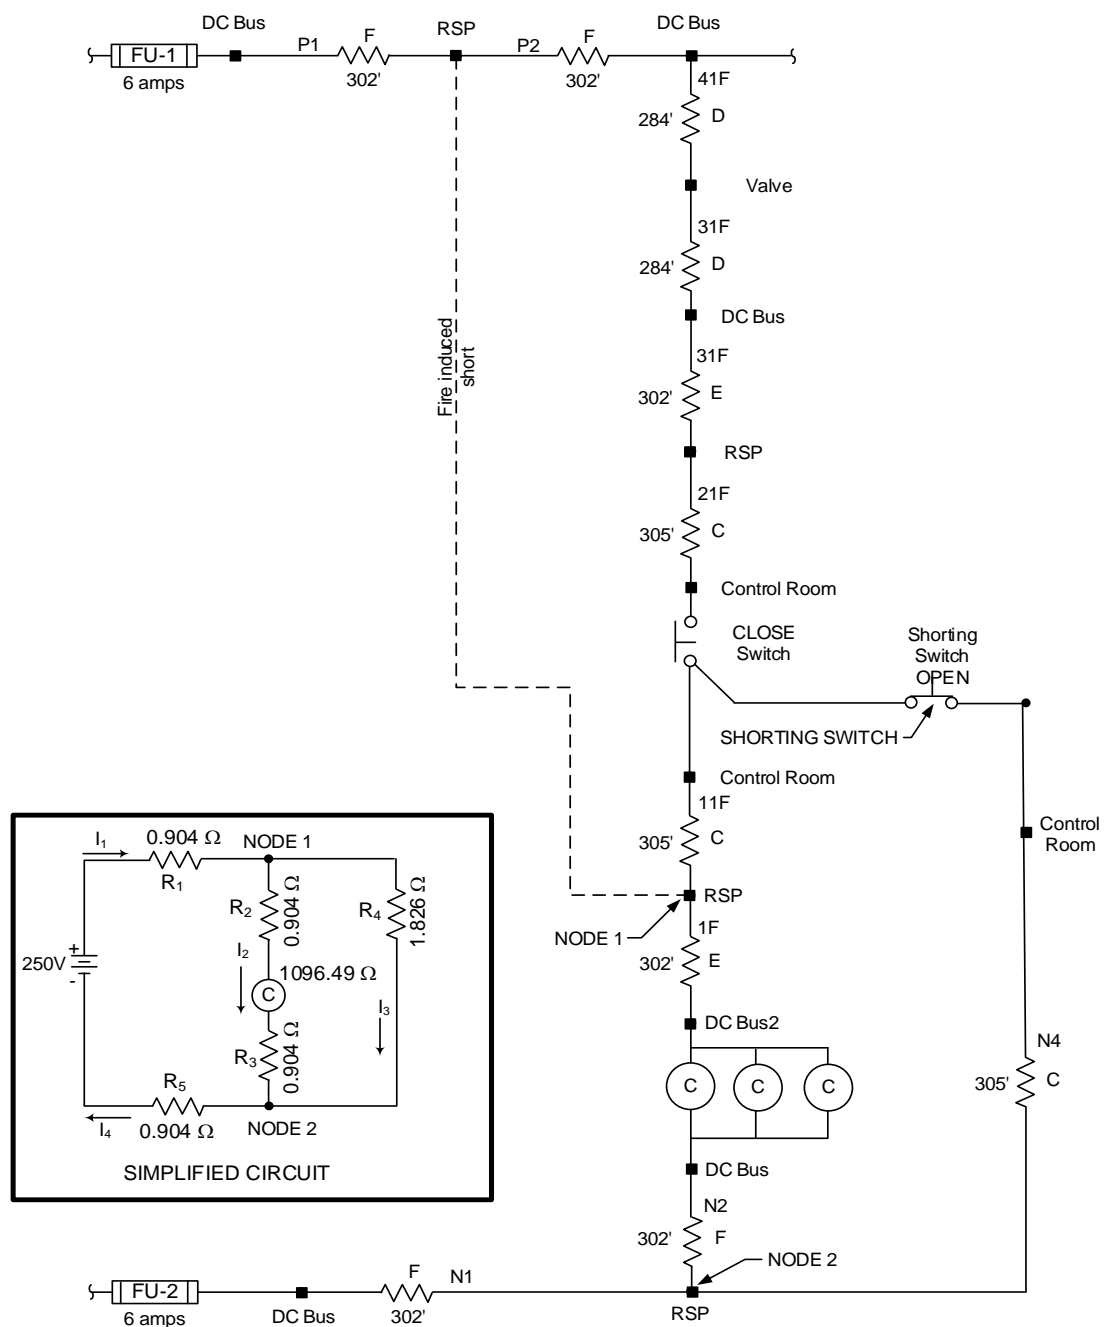 DC Bus
RSP
DC Bus
P1
F
P2
F
FU-1
6 amps
302'
302'
41F
284'
D
Valve
31F
284'
D
DC Bus
31F
302'
E
RSP
21F
305'
C
Control Room
Fire induced
short
CLOSE
Switch
Shorting
Switch
OPEN
SHORTING SWITCH
Control Room
11F
305'
C
Control
Room
RSP
NODE 1
1F
302'
E
DC Bus2
C
C
C
N4
305'
C
DC Bus
N2
302'
F
NODE 2
RSP
FU-2
6 amps
DC Bus
F
302'
N1
I1
0.904 Ω
R1
NODE 1
R2
0.904 Ω
R4
1.826 Ω
I2
250V
+
-
C
1096.49 Ω
I3
R3
0.904 Ω
R5
I4
0.904 Ω
NODE 2
SIMPLIFIED CIRCUIT